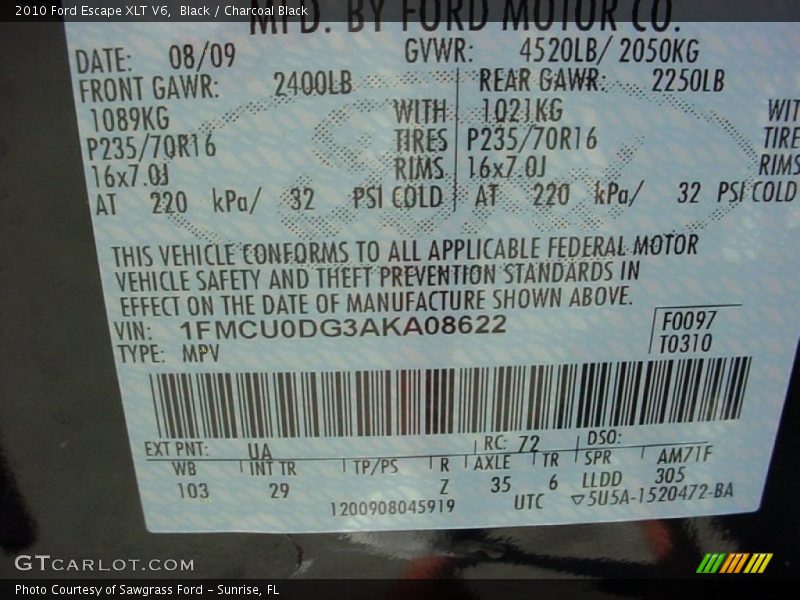 2010 Ford Escape XLT V6, Black / Charcoal Black
MFD. BY FORD MOTOR CO.
DATE: 08/09 GVWR: 4520LB/ 2050KG
FRONT GAWR: 2400LB REAR GAWR: 2250LB
1089KG WITH 1021KG WIT
P235/70R16 TIRES P235/70R16 TIRE
16x7.0J RIMS 16x7.0J RIMS
AT 220 kPa/ 32 PSI COLD AT 220 kPa/ 32 PSI COLD
THIS VEHICLE CONFORMS TO ALL APPLICABLE FEDERAL MOTOR
VEHICLE SAFETY AND THEFT PREVENTION STANDARDS IN
EFFECT ON THE DATE OF MANUFACTURE SHOWN ABOVE.
VIN: 1FMCU0DG3AKA08622 F0097
TYPE: MPV T0310
EXT PNT: UA RC: 72 DSO:
WB INT TR TP/PS R AXLE TR SPR AM71F
103 29 Z 35 6 LLDD 305
1200908045919 UTC ▽5U5A-1520472-BA
GTCARLOT.COM
Photo Courtesy of Sawgrass Ford - Sunrise, FL